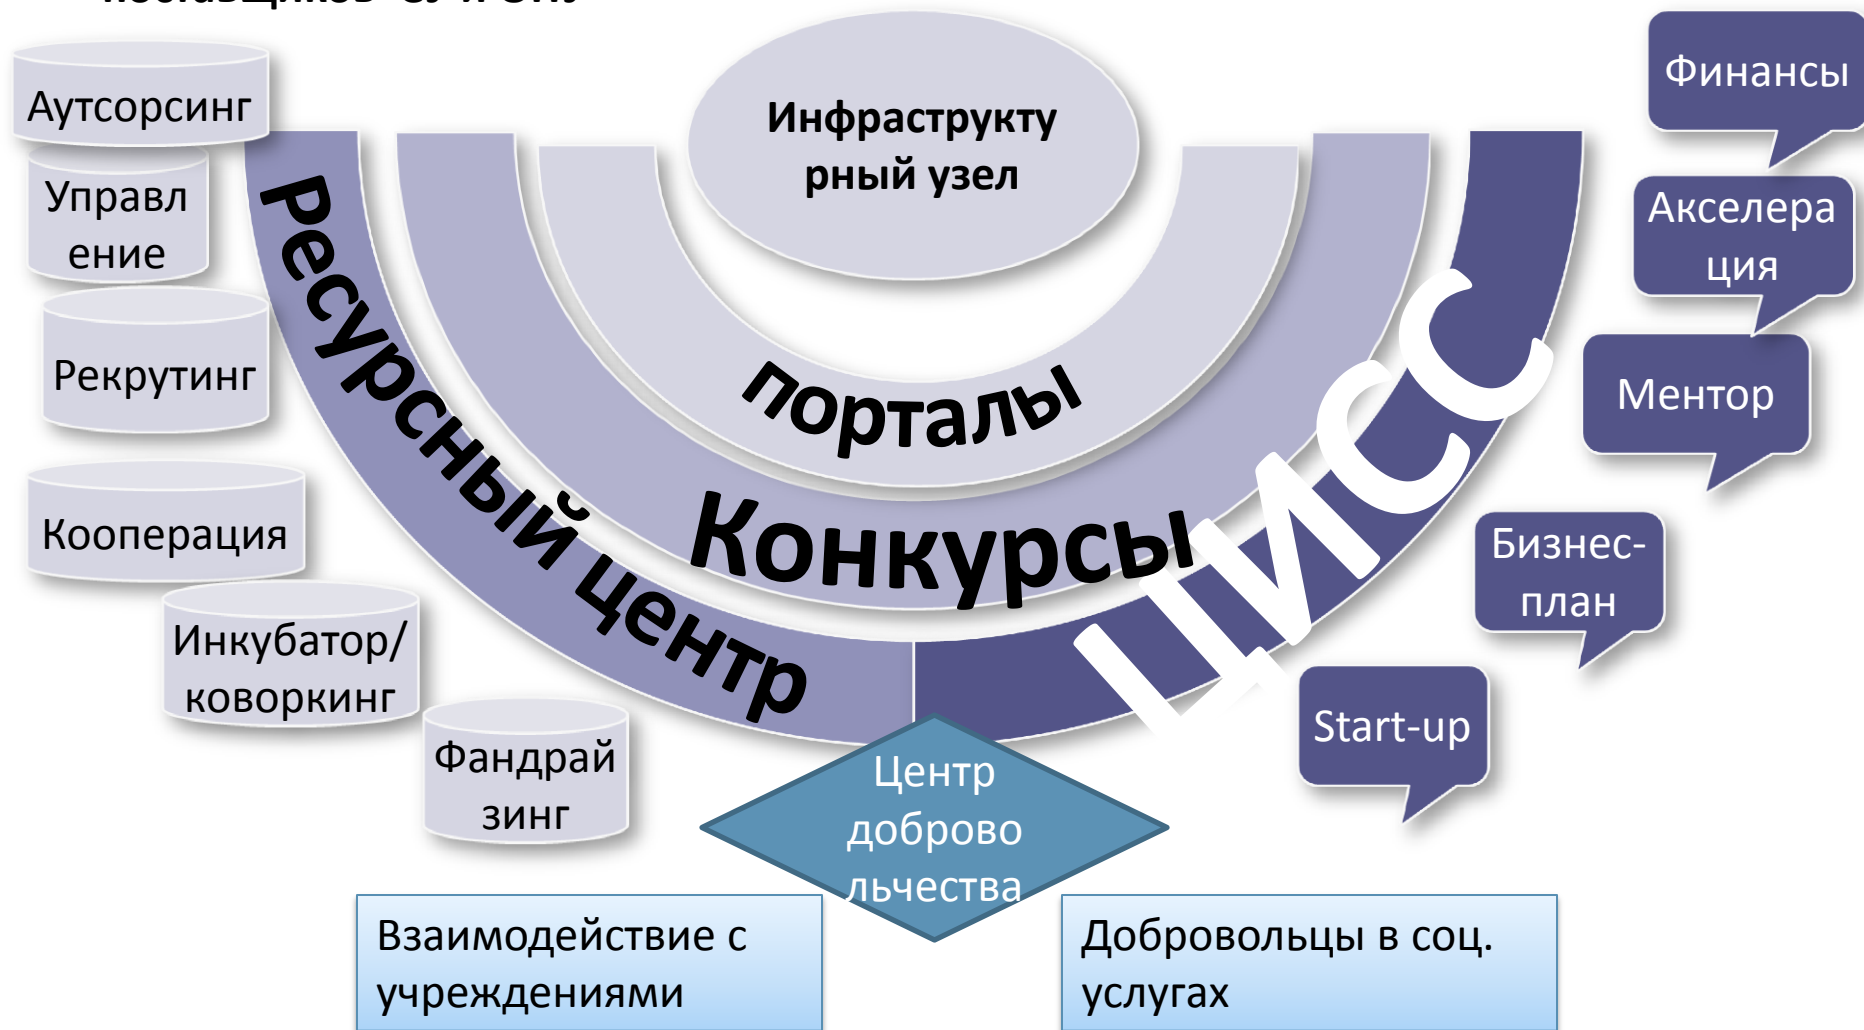 Аутсорсинг
Управл
ение
Рекрутинг
Кооперация
Инкубатор/
коворкинг
Фандрай
зинг
Инфраструкту
рный узел
порталы
Конкурсы
Ресурсный центр
ЦИСС
Финансы
Акселера
ция
Ментор
Бизнес-
план
Start-up
Центр
доброво
льчества
Взаимодействие с
учреждениями
Добровольцы в соц.
услугах